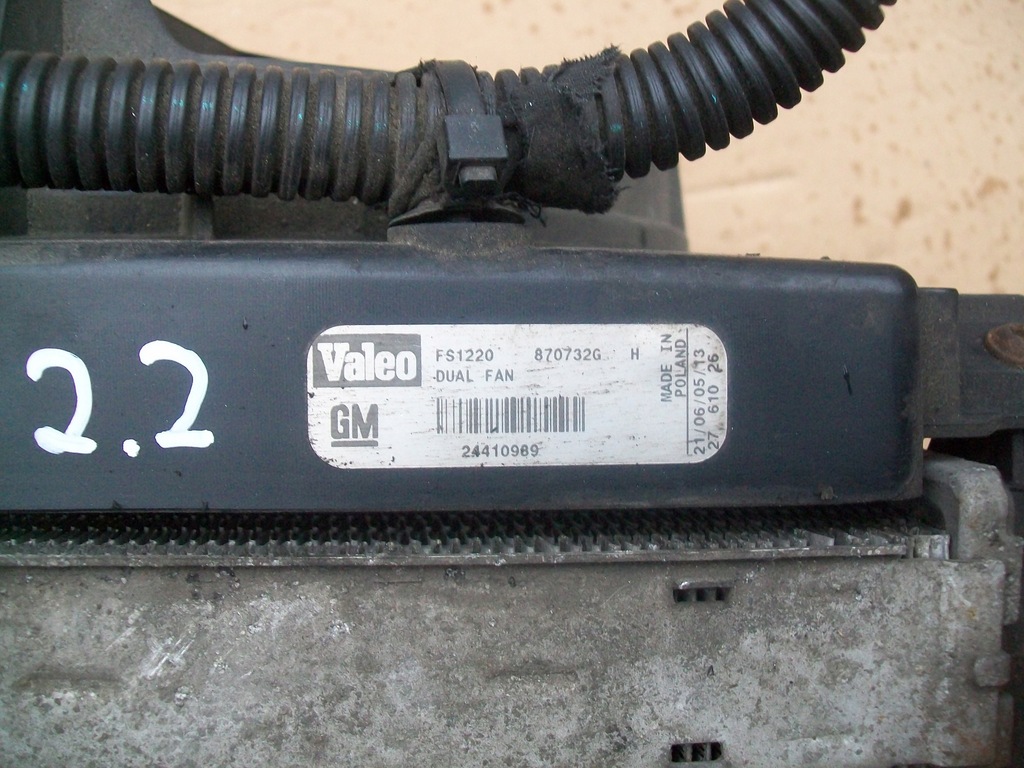 2.2
Valeo FS1220 870732G H
DUAL FAN
GM
24410989
MADE IN
POLAND
21/06/05/13
27 610 26